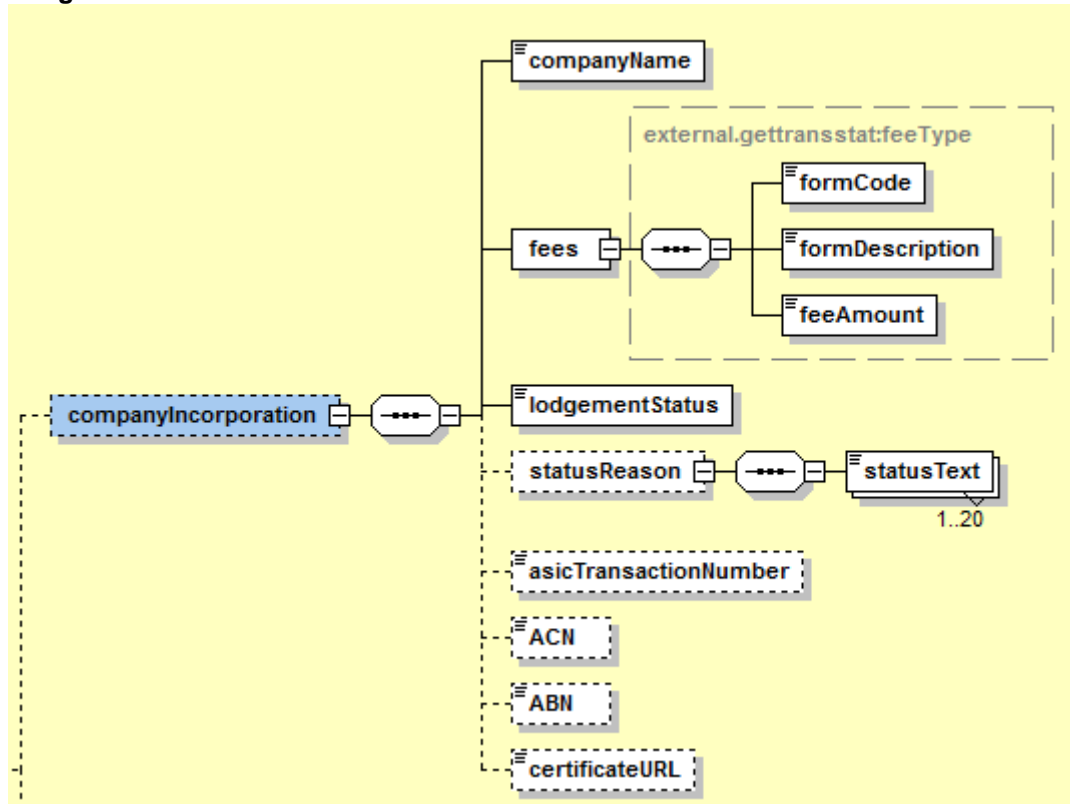 companyName
external.gettransstat:feeType
formCode
fees
formDescription
feeAmount
lodgementStatus
companyIncorporation
statusReason
statusText
1..20
asicTransactionNumber
ACN
ABN
certificateURL